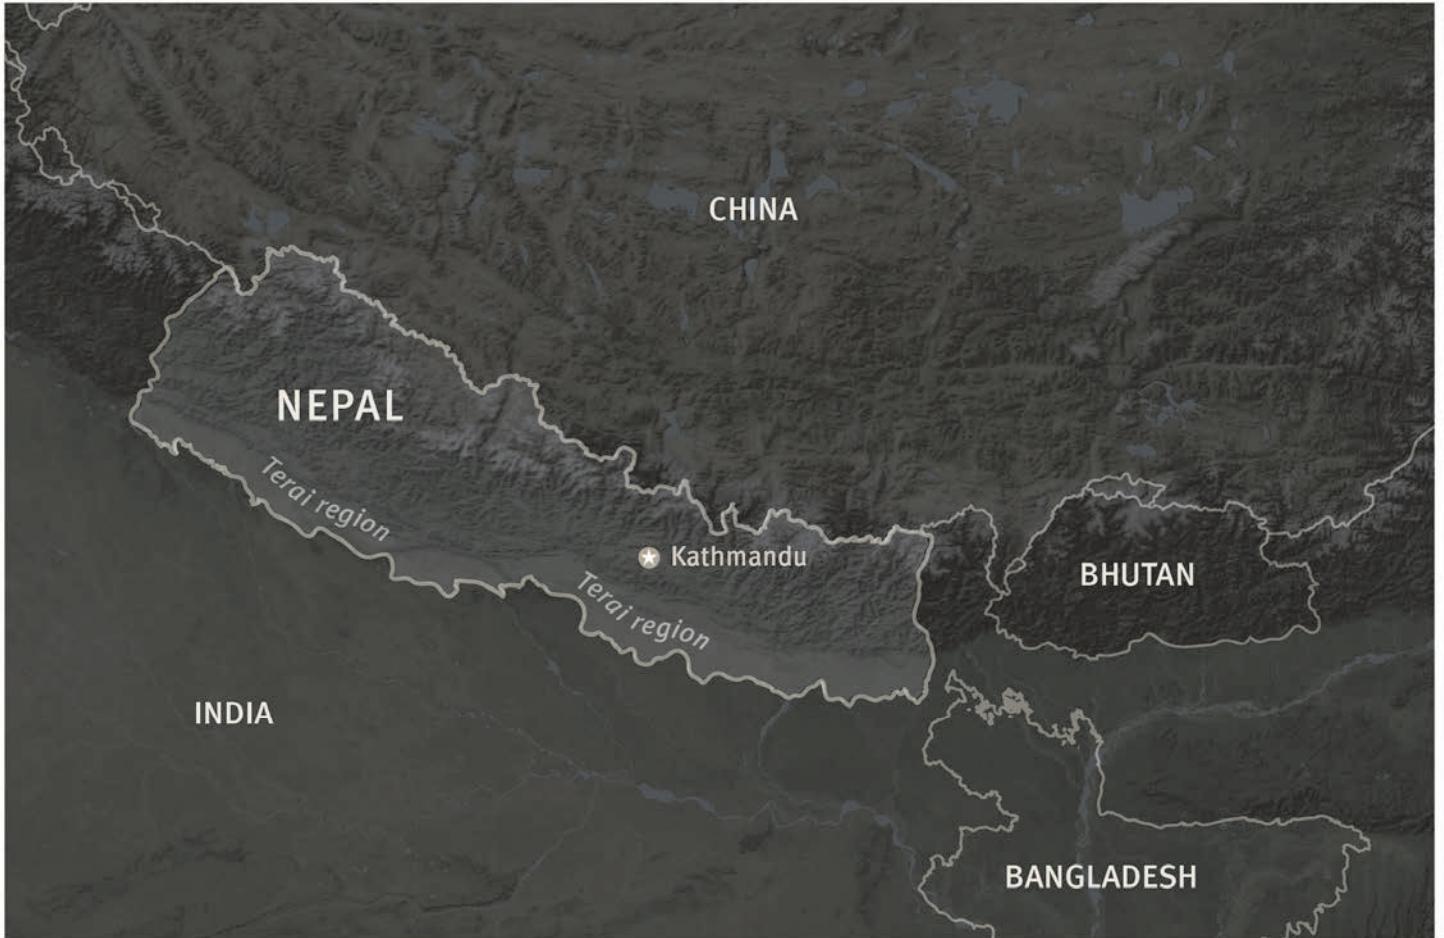 CHINA
NEPAL
Terai region
Kathmandu
Terai region
BHUTAN
INDIA
BANGLADESH